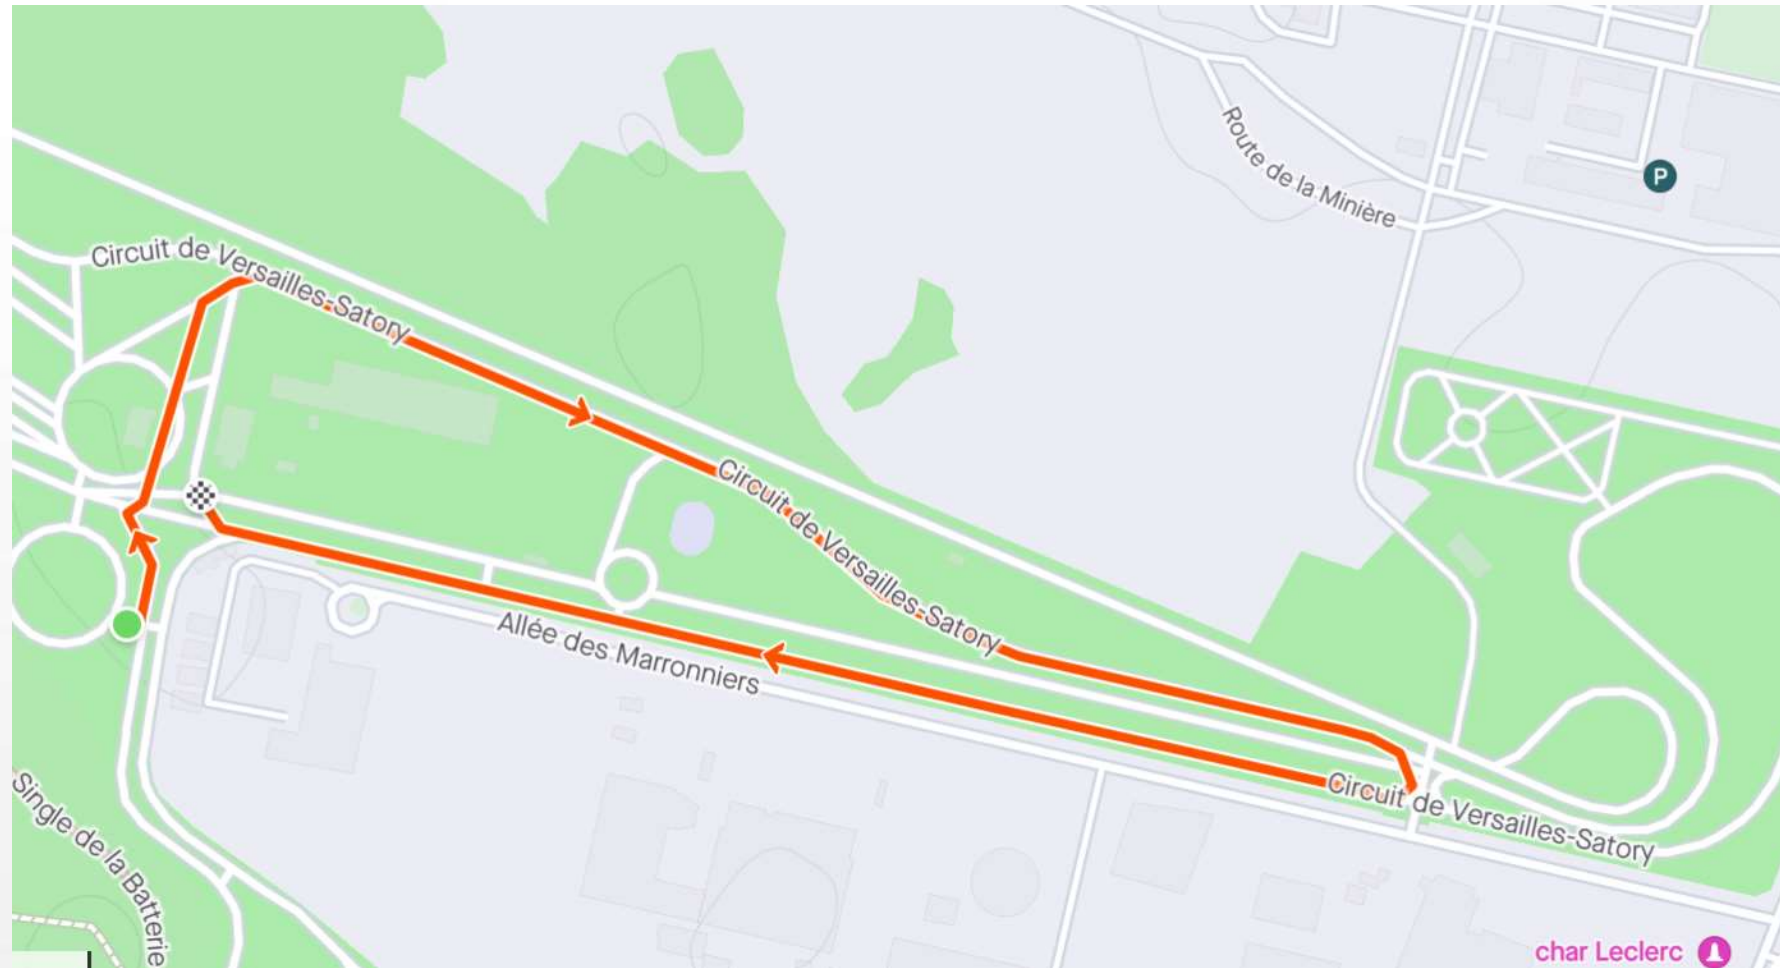 Route de la Minière
P
Circuit de Versailles-Satory
Circuit de Versailles-Satory
Allée des Marronniers
Circuit de Versailles-Satory
Single de la Batterie
char Leclerc